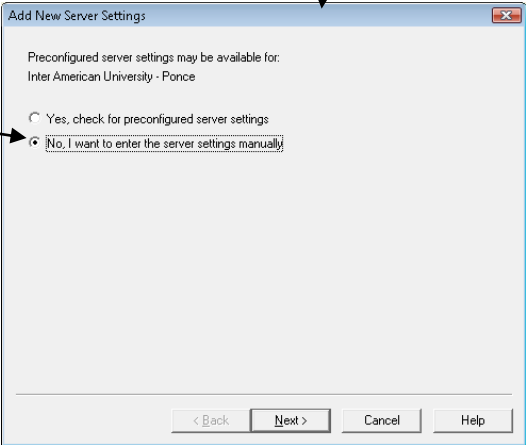 Add New Server Settings
Preconfigured server settings may be available for:
Inter American University - Ponce
Yes, check for preconfigured server settings
No, I want to enter the server settings manually
< Back Next > Cancel Help